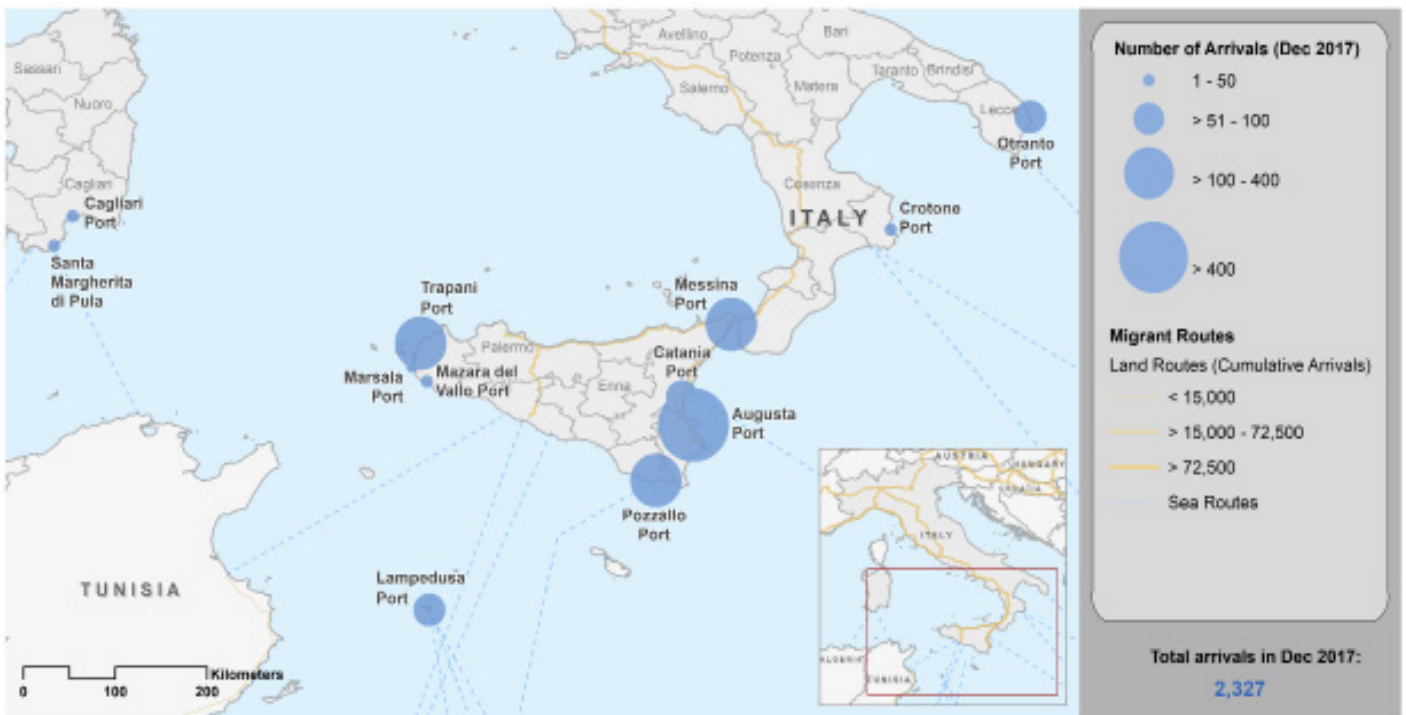 Avellino
Bari
Potenza
Taranto
Brindisi
Matera
Salerno
Lecce
Otranto
Port
Sassari
Nuoro
Cagliari
Cagliari
Port
Santa
Margherita
di Pula
Cosenza
ITALY
Crotone
Port
Trapani
Port
Messina
Port
Palermo
Marsala
Port
Mazara del
Vallo Port
Enna
Catania
Port
Augusta
Port
Pozzallo
Port
Lampedusa
Port
TUNISIA
Kilometers
0 100 200
AUSTRIA
HUNGARY
CROATIA
ITALY
ALGERIA
TUNISIA
Number of Arrivals (Dec 2017)
1 - 50
> 51 - 100
> 100 - 400
> 400
Migrant Routes
Land Routes (Cumulative Arrivals)
< 15,000
> 15,000 - 72,500
> 72,500
Sea Routes
Total arrivals in Dec 2017:
2,327